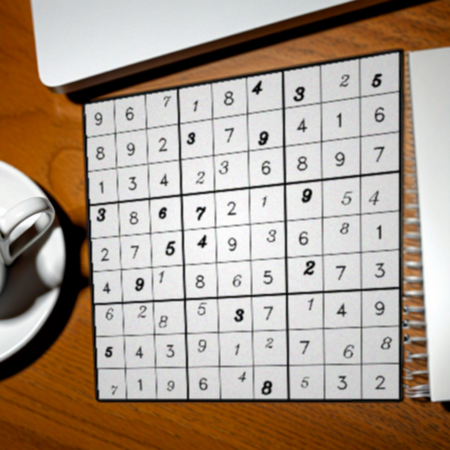 9 6 7 1 8 4 3 2 5
8 9 2 3 7 9 4 1 6
1 3 4 2 3 6 8 9 7
3 8 6 7 2 1 9 5 4
2 7 5 4 9 3 6 8 1
4 9 1 8 6 5 2 7 3
6 2 8 5 3 7 1 4 9
5 4 3 9 1 2 7 6 8
7 1 9 6 4 8 5 3 2